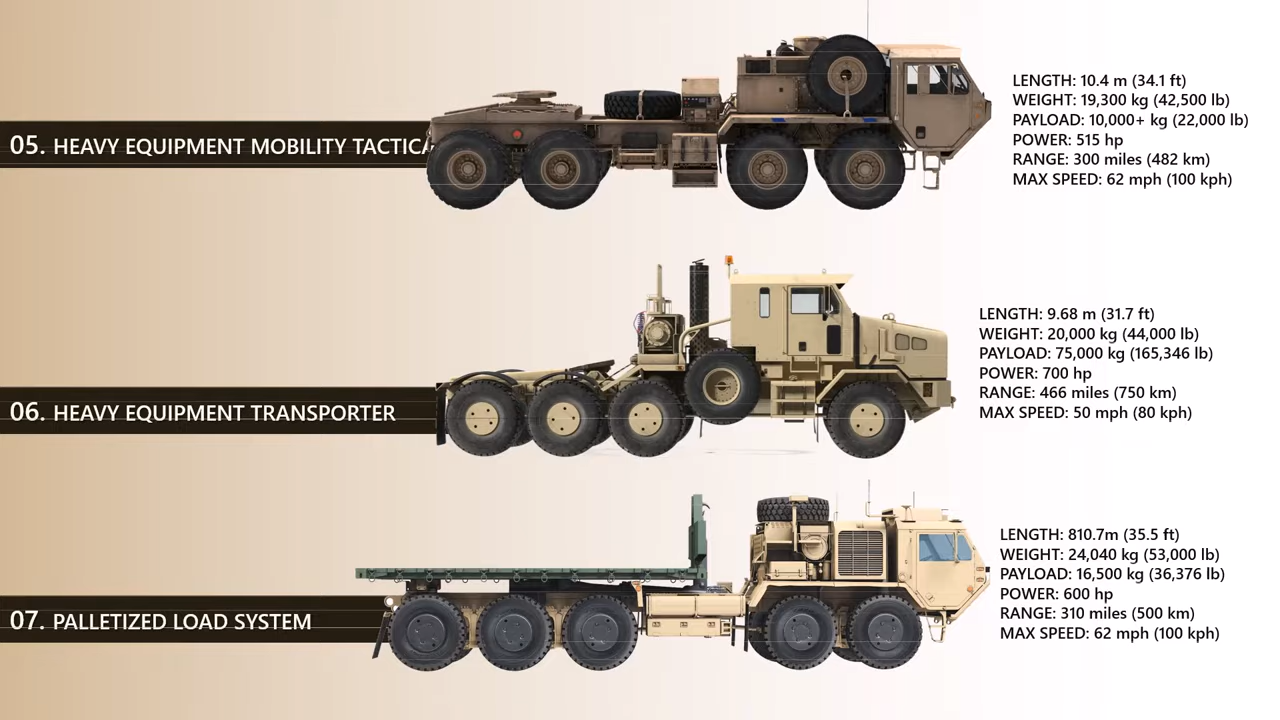 05. HEAVY EQUIPMENT MOBILITY TACTICA
LENGTH: 10.4 m (34.1 ft)
WEIGHT: 19,300 kg (42,500 lb)
PAYLOAD: 10,000+ kg (22,000 lb)
POWER: 515 hp
RANGE: 300 miles (482 km)
MAX SPEED: 62 mph (100 kph)
06. HEAVY EQUIPMENT TRANSPORTER
LENGTH: 9.68 m (31.7 ft)
WEIGHT: 20,000 kg (44,000 lb)
PAYLOAD: 75,000 kg (165,346 lb)
POWER: 700 hp
RANGE: 466 miles (750 km)
MAX SPEED: 50 mph (80 kph)
07. PALLETIZED LOAD SYSTEM
LENGTH: 810.7m (35.5 ft)
WEIGHT: 24,040 kg (53,000 lb)
PAYLOAD: 16,500 kg (36,376 lb)
POWER: 600 hp
RANGE: 310 miles (500 km)
MAX SPEED: 62 mph (100 kph)